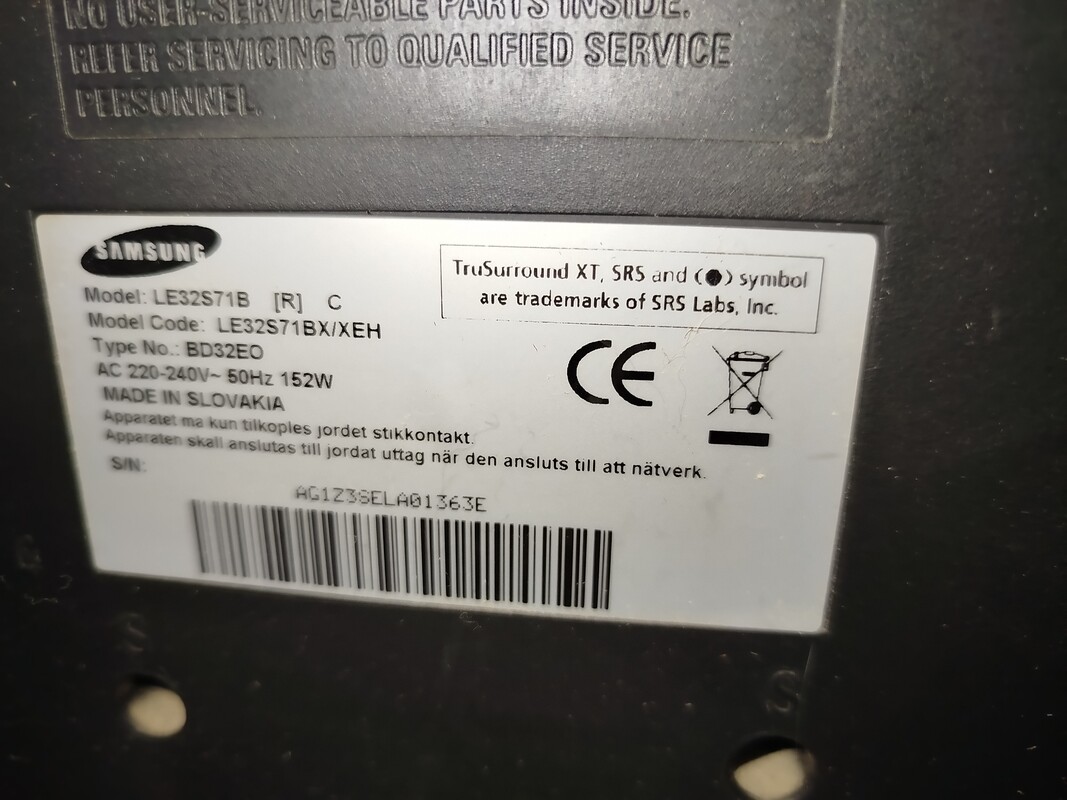 NO USER-SERVICEABLE PARTS INSIDE.
REFER SERVICING TO QUALIFIED SERVICE
PERSONNEL.
SAMSUNG
TruSurround XT, SRS and (●) symbol
are trademarks of SRS Labs, Inc.
Model: LE32S71B [R] C
Model Code: LE32S71BX/XEH
Type No.: BD32EO
AC 220-240V~ 50Hz 152W
MADE IN SLOVAKIA
CE
Apparatet ma kun tilkoples jordet stikkontakt.
Apparaten skall anslutas till jordat uttag när den ansluts till att nätverk.
S/N:
AG1Z3SELA01363E